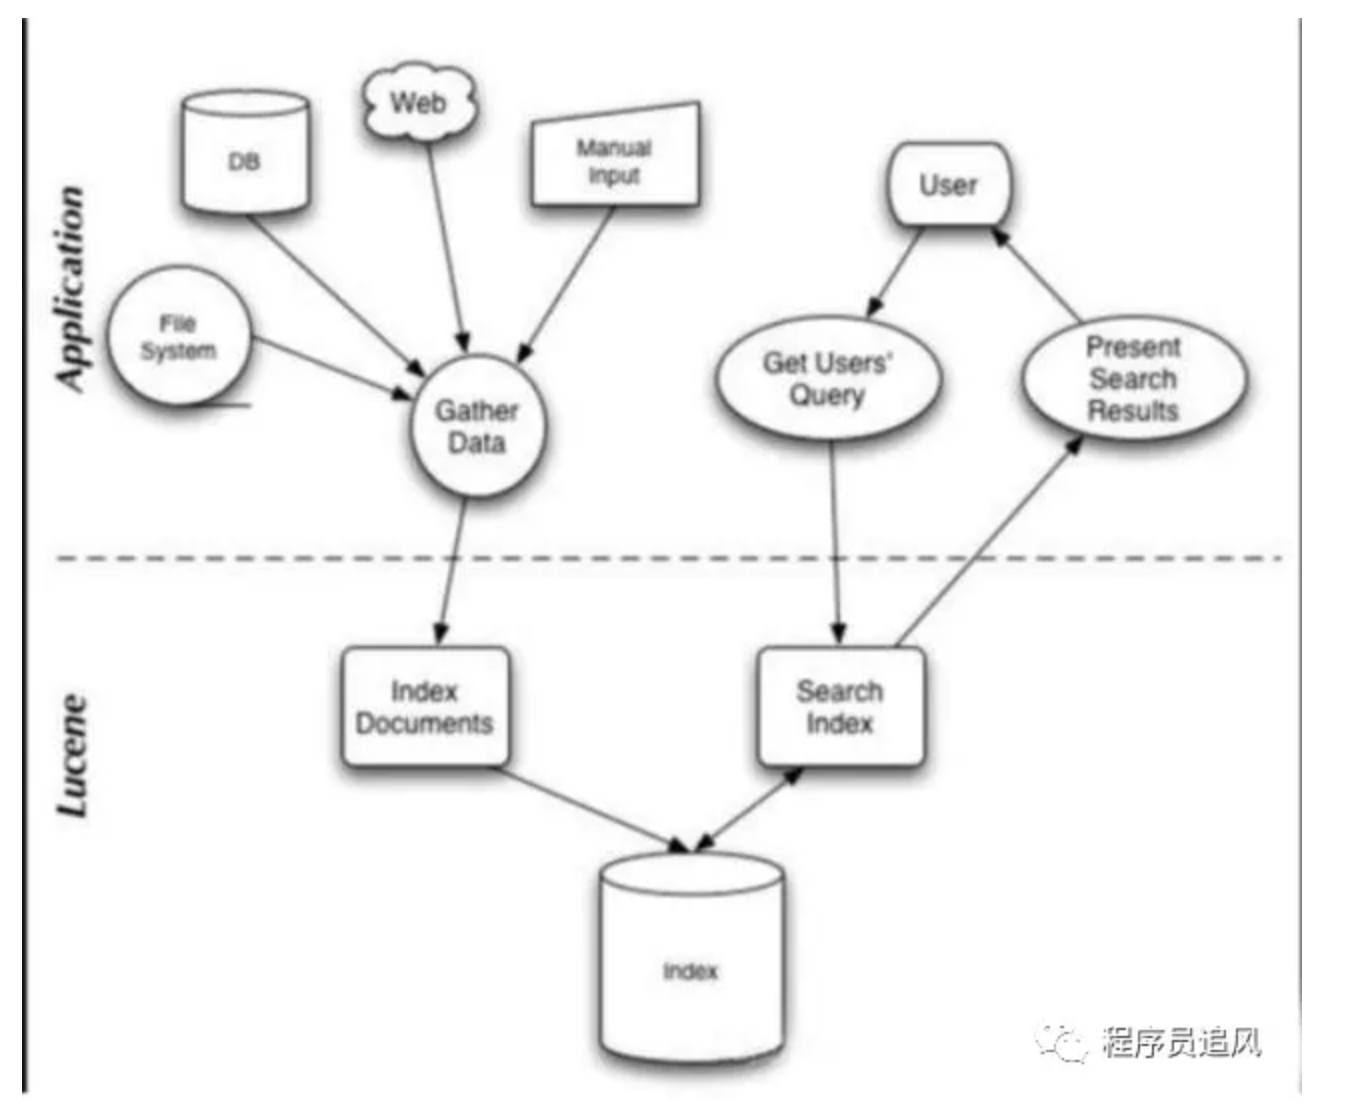 Application
DB
Web
Manual
Input
File
System
Gather
Data
User
Get Users'
Query
Present
Search
Results
Lucene
Index
Documents
Search
Index
Index
程序员追风